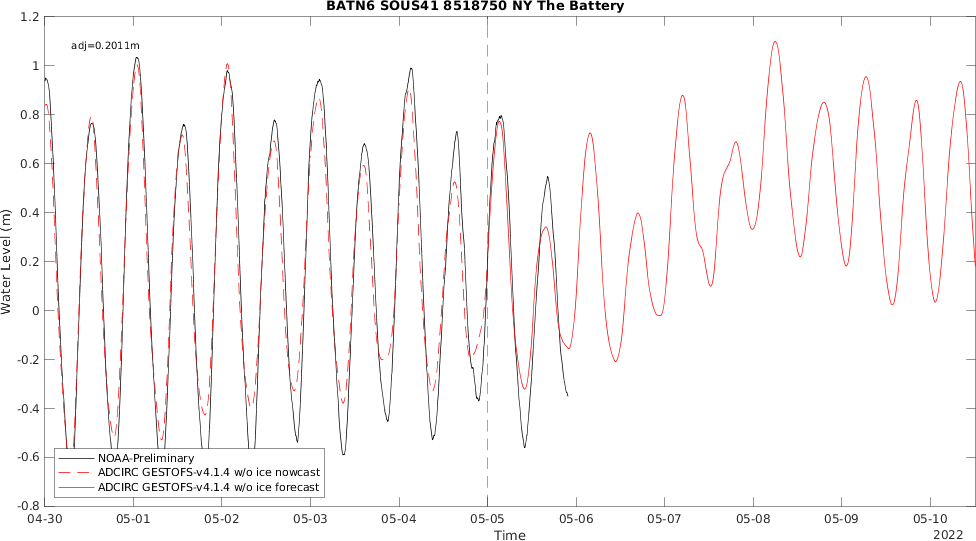 BATN6 SOUS41 8518750 NY The Battery
adj=0.2011m
1.2
1
0.8
0.6
0.4
0.2
0
-0.2
-0.4
-0.6
-0.8
Water Level (m)
NOAA-Preliminary
ADCIRC GESTOFS-v4.1.4 w/o ice nowcast
ADCIRC GESTOFS-v4.1.4 w/o ice forecast
04-30 05-01 05-02 05-03 05-04 05-05 05-06 05-07 05-08 05-09 05-10
Time
2022